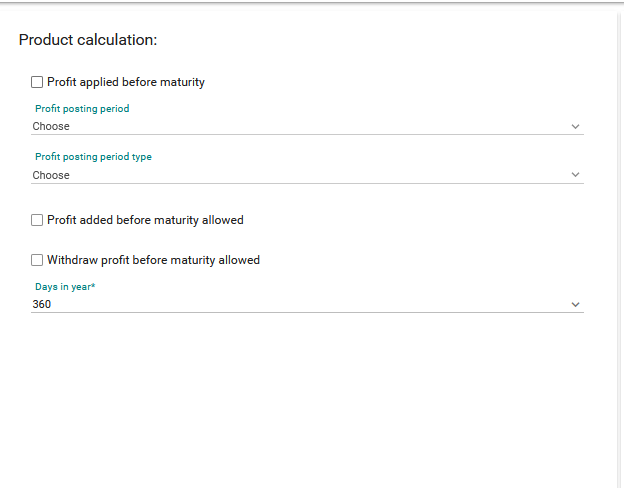 Product calculation:
Profit applied before maturity
Profit posting period
Choose
Profit posting period type
Choose
Profit added before maturity allowed
Withdraw profit before maturity allowed
Days in year*
360